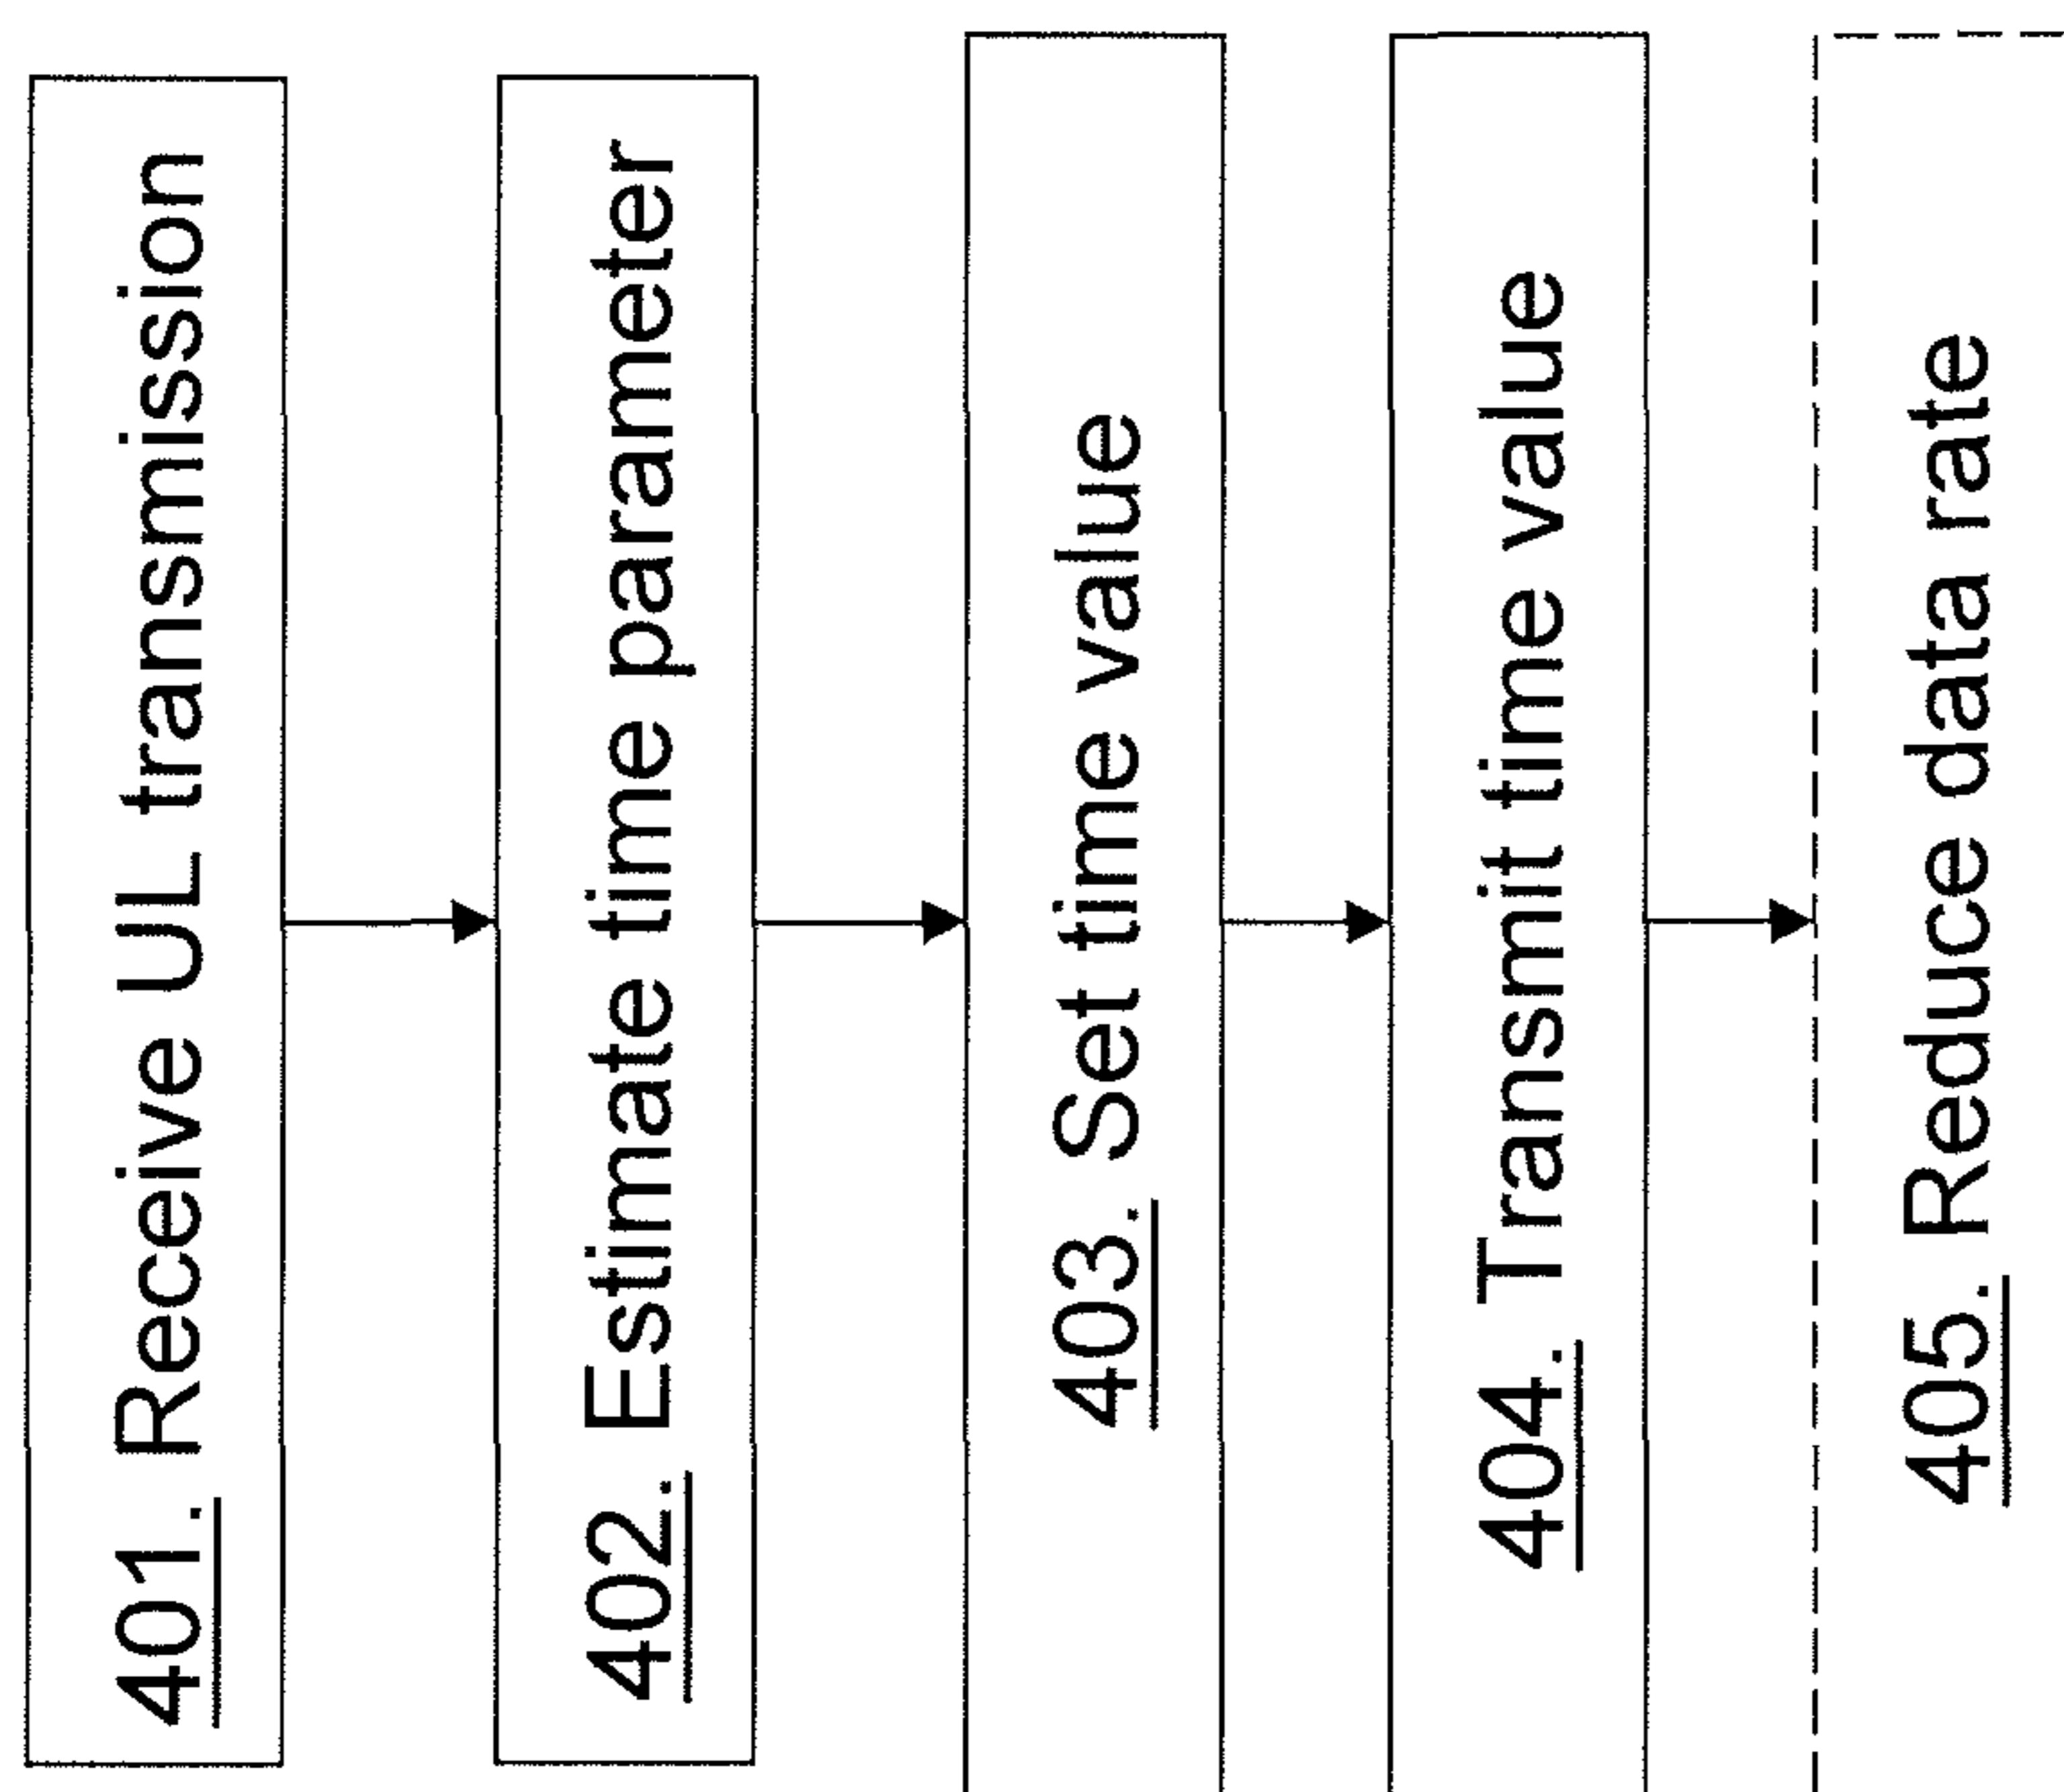 401. Receive UL transmission
402. Estimate time parameter
403. Set time value
404. Transmit time value
405. Reduce data rate